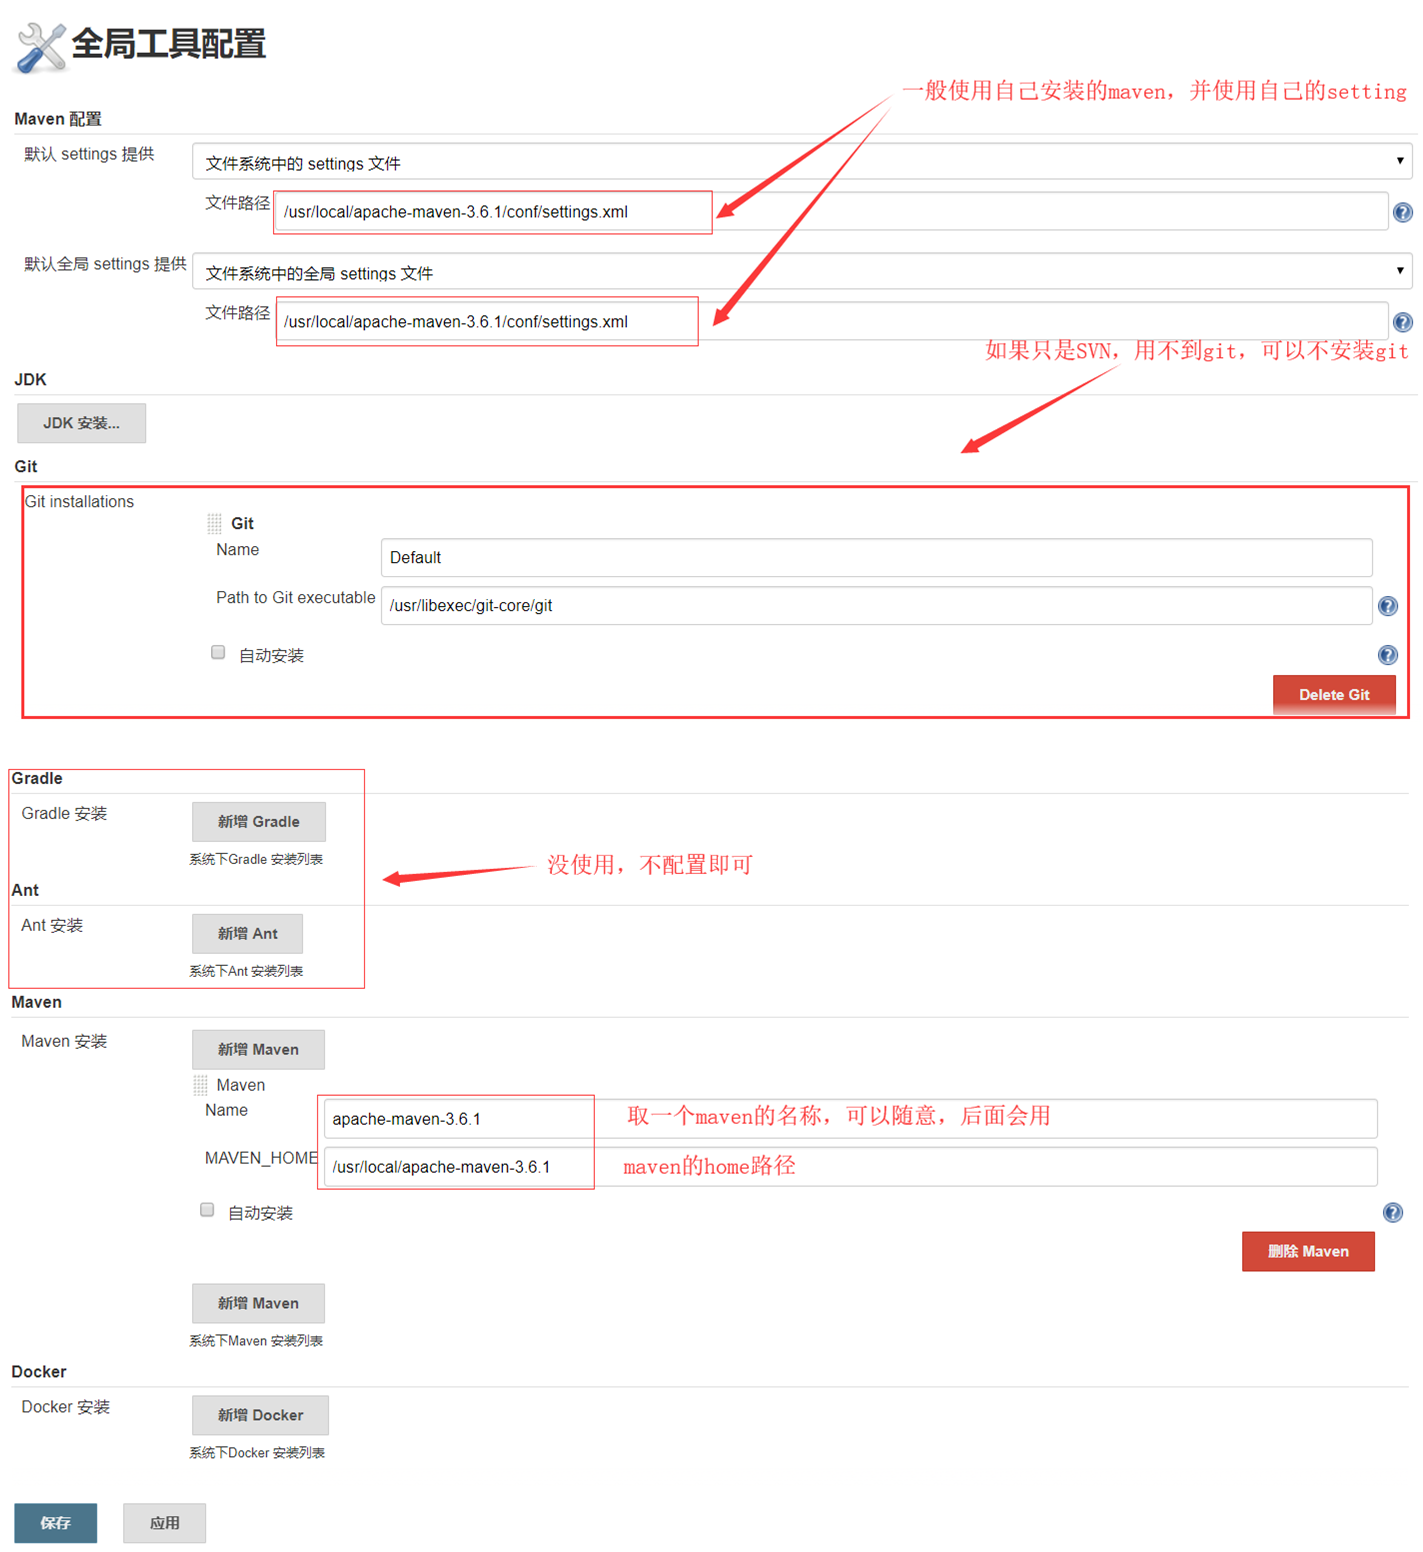 全局工具配置
一般使用自己安装的maven，并使用自己的setting
Maven 配置
默认 settings 提供
文件系统中的 settings 文件
文件路径
/usr/local/apache-maven-3.6.1/conf/settings.xml
默认全局 settings 提供
文件系统中的全局 settings 文件
文件路径
/usr/local/apache-maven-3.6.1/conf/settings.xml
如果只是SVN，用不到git，可以不安装git
JDK
JDK 安装...
Git
Git installations
Git
Name
Default
Path to Git executable
/usr/libexec/git-core/git
自动安装
Delete Git
Gradle
Gradle 安装
新增 Gradle
系统下Gradle 安装列表
没使用，不配置即可
Ant
Ant 安装
新增 Ant
系统下Ant 安装列表
Maven
Maven 安装
新增 Maven
Maven
Name
apache-maven-3.6.1
取一个maven的名称，可以随意，后面会用
MAVEN_HOME
/usr/local/apache-maven-3.6.1
maven的home路径
自动安装
删除 Maven
新增 Maven
系统下Maven 安装列表
Docker
Docker 安装
新增 Docker
系统下Docker 安装列表
保存
应用